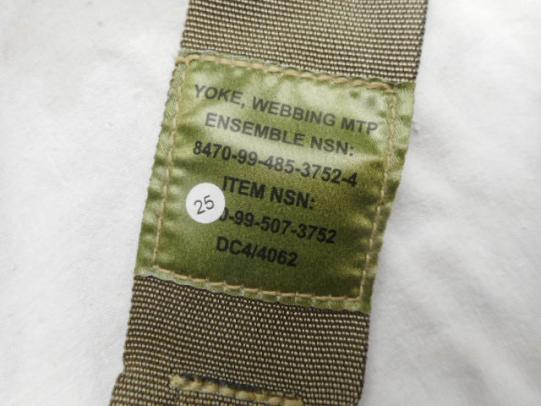 YOKE, WEBBING MTP
ENSEMBLE NSN:
8470-99-485-3752-4
ITEM NSN:
0-99-507-3752
DC4/4062
25